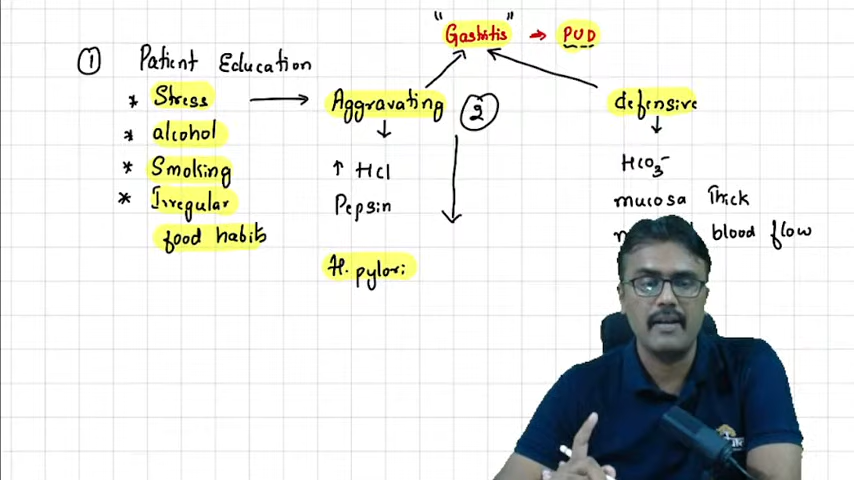 "Gastritis" → PUD
① Patient Education
* Stress → Aggravating ② defensive
* alcohol
* Smoking ↑ Hcl Hco3-
* Irregular Pepsin mucosa Thick
food habits blood flow
H. pylori